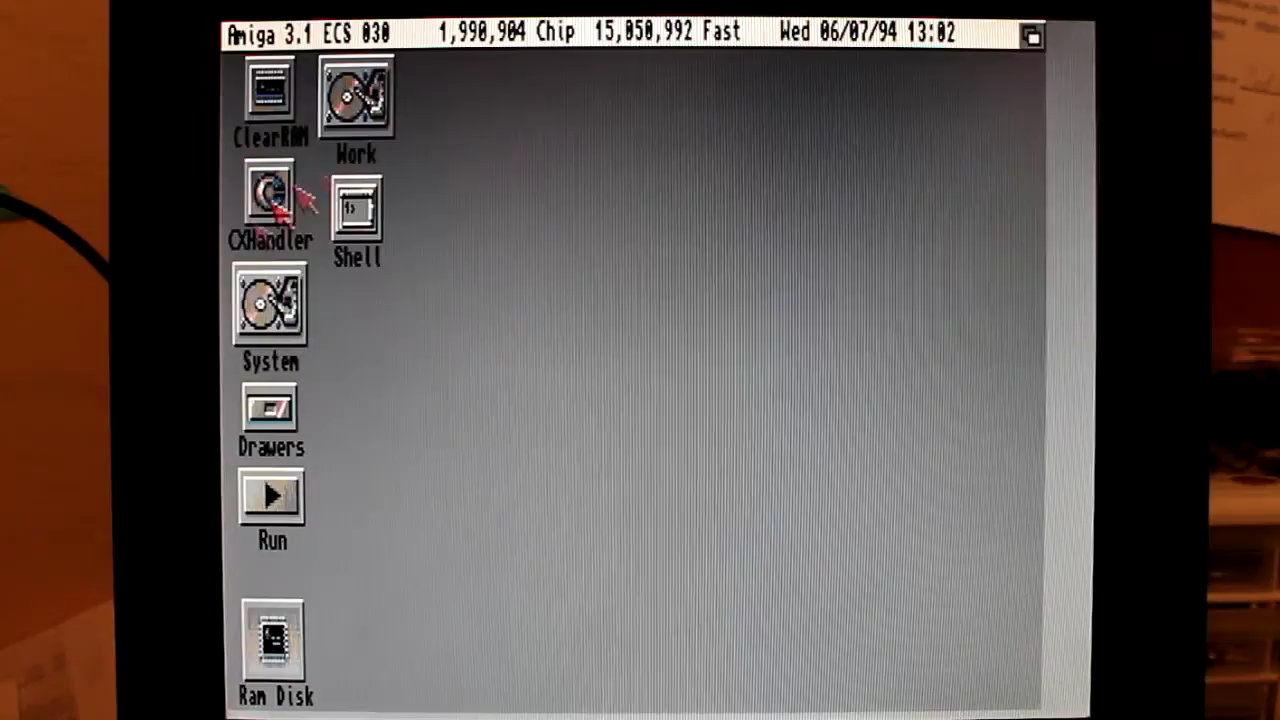 Amiga 3.1 ECS 030 1,990,904 Chip 15,050,992 Fast Wed 06/07/94 13:02
ClearRAM
Work
CXHandler
1>
Shell
System
Drawers
Run
Ram Disk